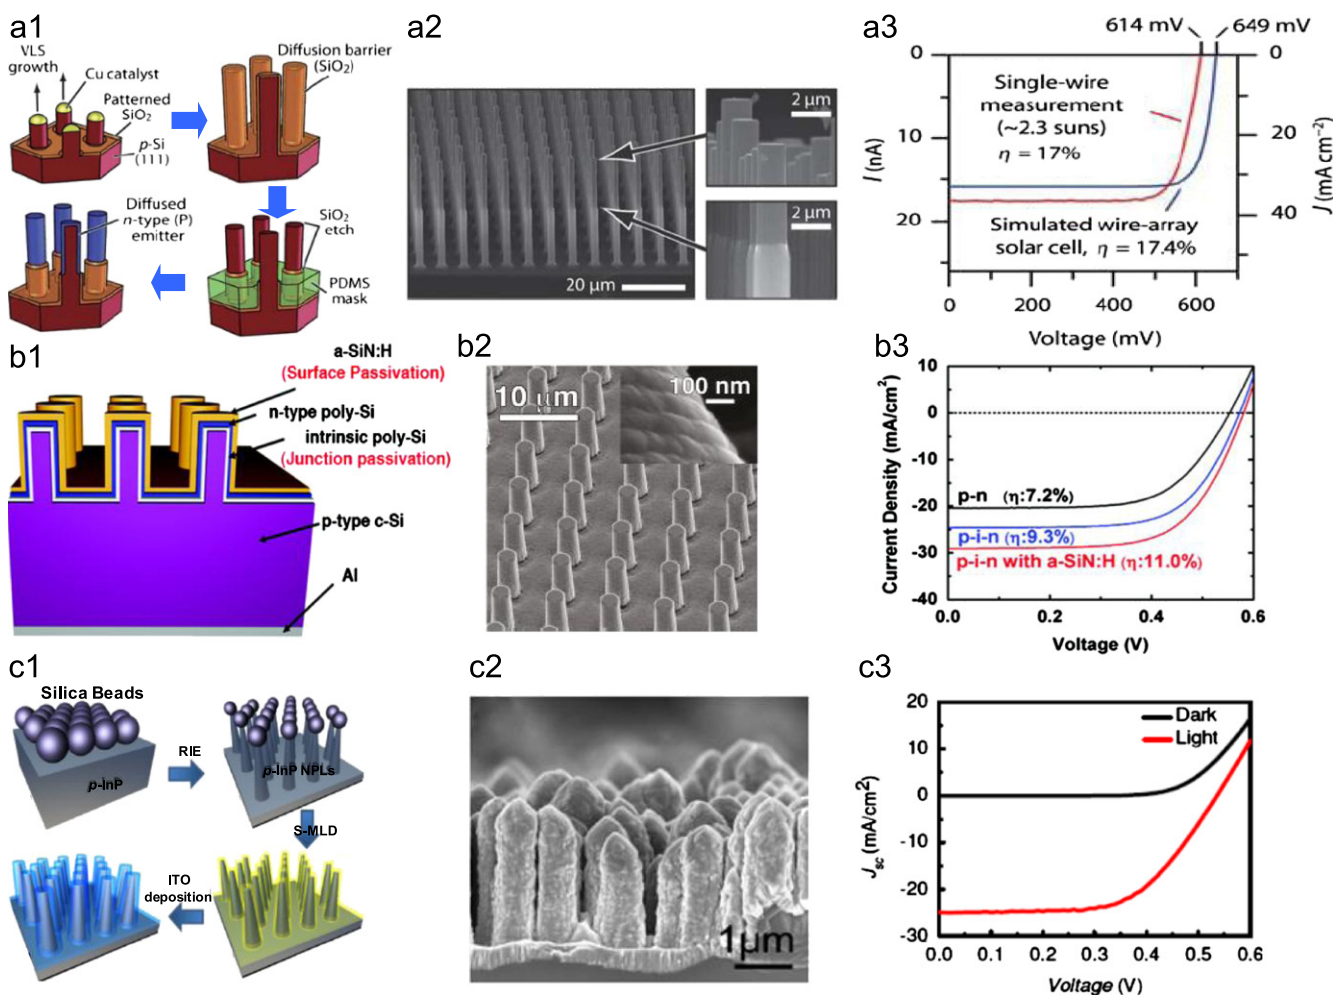 a1
VLS
growth
Cu catalyst
Patterned
SiO2
p-Si
(111)
Diffusion barrier
(SiO2)
Diffused
n-type (P)
emitter
SiO2
etch
PDMS
mask
a2
2 µm
2 µm
20 µm
a3
614 mV
649 mV
0
10
20
I (nA)
Single-wire
measurement
(~2.3 suns)
η = 17%
Simulated wire-array
solar cell, η = 17.4%
0
20
40
J (mA cm−2)
0 200 400 600
Voltage (mV)
b1
a-SiN:H
(Surface Passivation)
n-type poly-Si
intrinsic poly-Si
(Junction passivation)
p-type c-Si
Al
b2
10 µm
100 nm
b3
10
0
-10
-20
-30
-40
Current Density (mA/cm2)
p-n (η:7.2%)
p-i-n (η:9.3%)
p-i-n with a-SiN:H (η:11.0%)
0.0 0.2 0.4 0.6
Voltage (V)
c1
Silica Beads
p-InP
RIE
p-InP NPLs
S-MLD
ITO
deposition
c2
1µm
c3
20
15
10
5
0
-5
-10
-15
-20
-25
-30
Jsc (mA/cm2)
Dark
Light
0.0 0.1 0.2 0.3 0.4 0.5 0.6
Voltage (V)